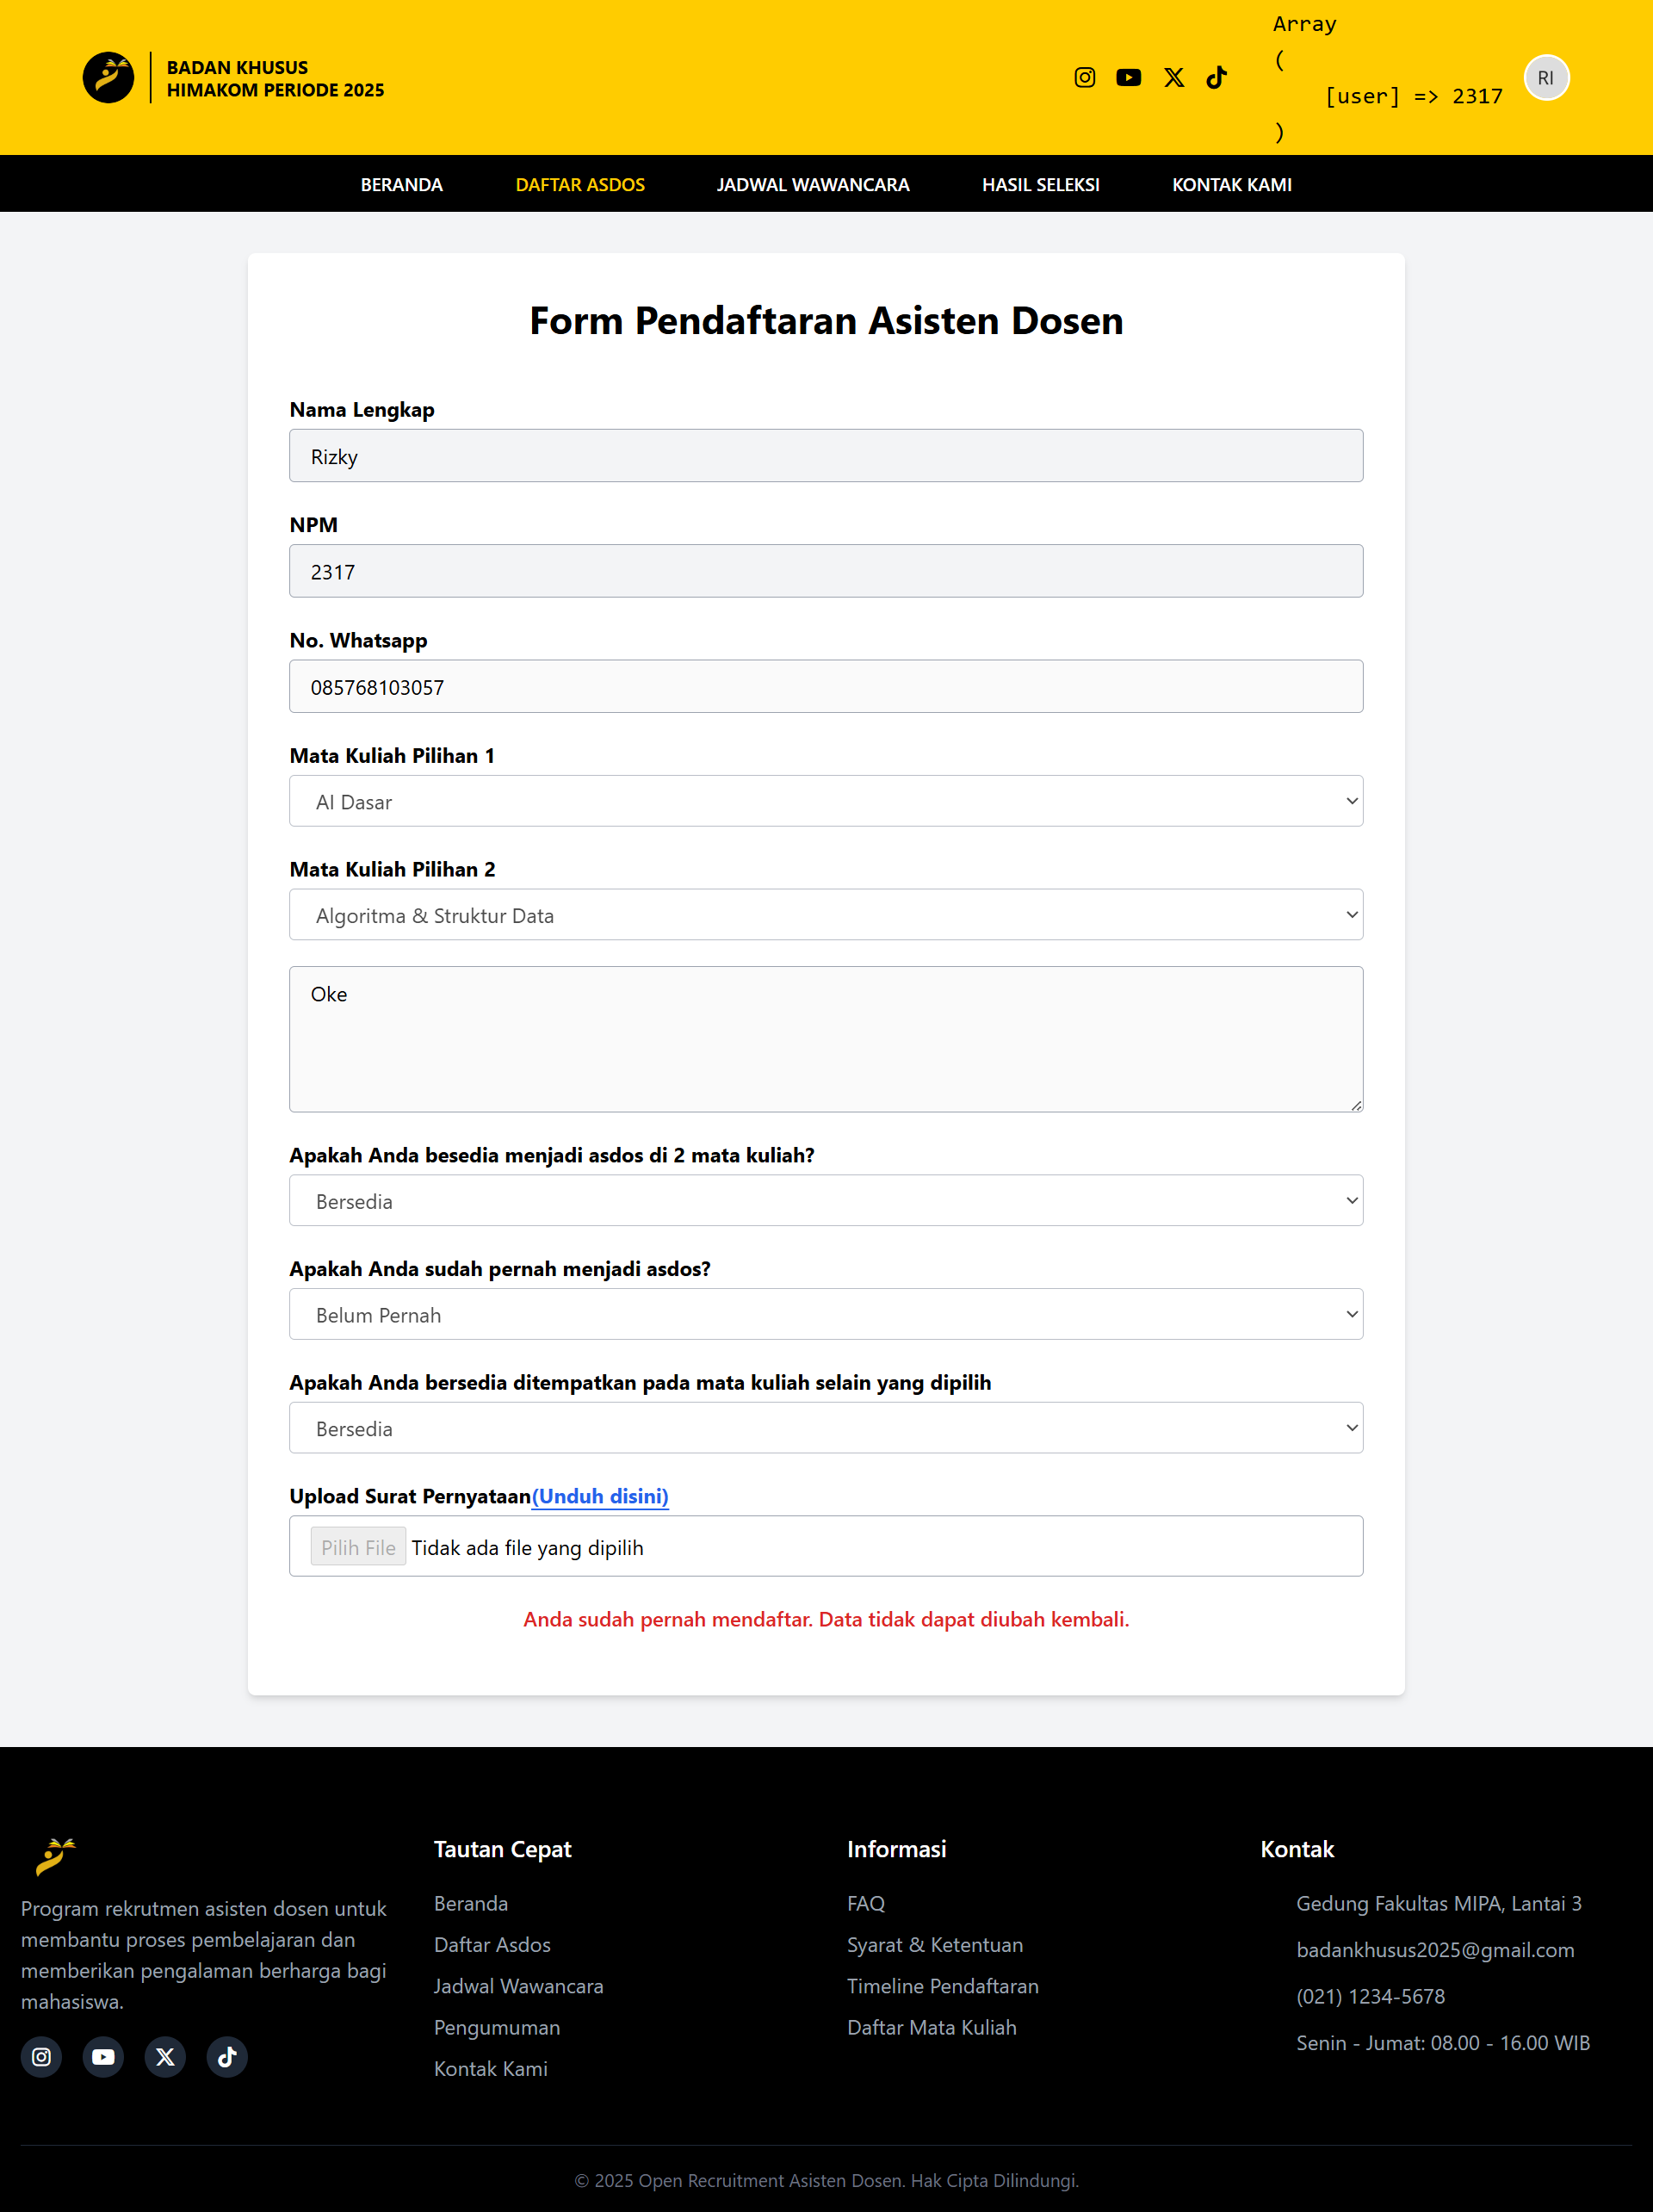 BADAN KHUSUS
HIMAKOM PERIODE 2025
Array
(
[user] => 2317
)
RI
BERANDA
DAFTAR ASDOS
JADWAL WAWANCARA
HASIL SELEKSI
KONTAK KAMI
Form Pendaftaran Asisten Dosen
Nama Lengkap
Rizky
NPM
2317
No. Whatsapp
085768103057
Mata Kuliah Pilihan 1
AI Dasar
Mata Kuliah Pilihan 2
Algoritma & Struktur Data
Oke
Apakah Anda besedia menjadi asdos di 2 mata kuliah?
Bersedia
Apakah Anda sudah pernah menjadi asdos?
Belum Pernah
Apakah Anda bersedia ditempatkan pada mata kuliah selain yang dipilih
Bersedia
Upload Surat Pernyataan(Unduh disini)
Pilih File Tidak ada file yang dipilih
Anda sudah pernah mendaftar. Data tidak dapat diubah kembali.
Program rekrutmen asisten dosen untuk
membantu proses pembelajaran dan
memberikan pengalaman berharga bagi
mahasiswa.
Tautan Cepat
Beranda
Daftar Asdos
Jadwal Wawancara
Pengumuman
Kontak Kami
Informasi
FAQ
Syarat & Ketentuan
Timeline Pendaftaran
Daftar Mata Kuliah
Kontak
Gedung Fakultas MIPA, Lantai 3
badankhusus2025@gmail.com
(021) 1234-5678
Senin - Jumat: 08.00 - 16.00 WIB
© 2025 Open Recruitment Asisten Dosen. Hak Cipta Dilindungi.